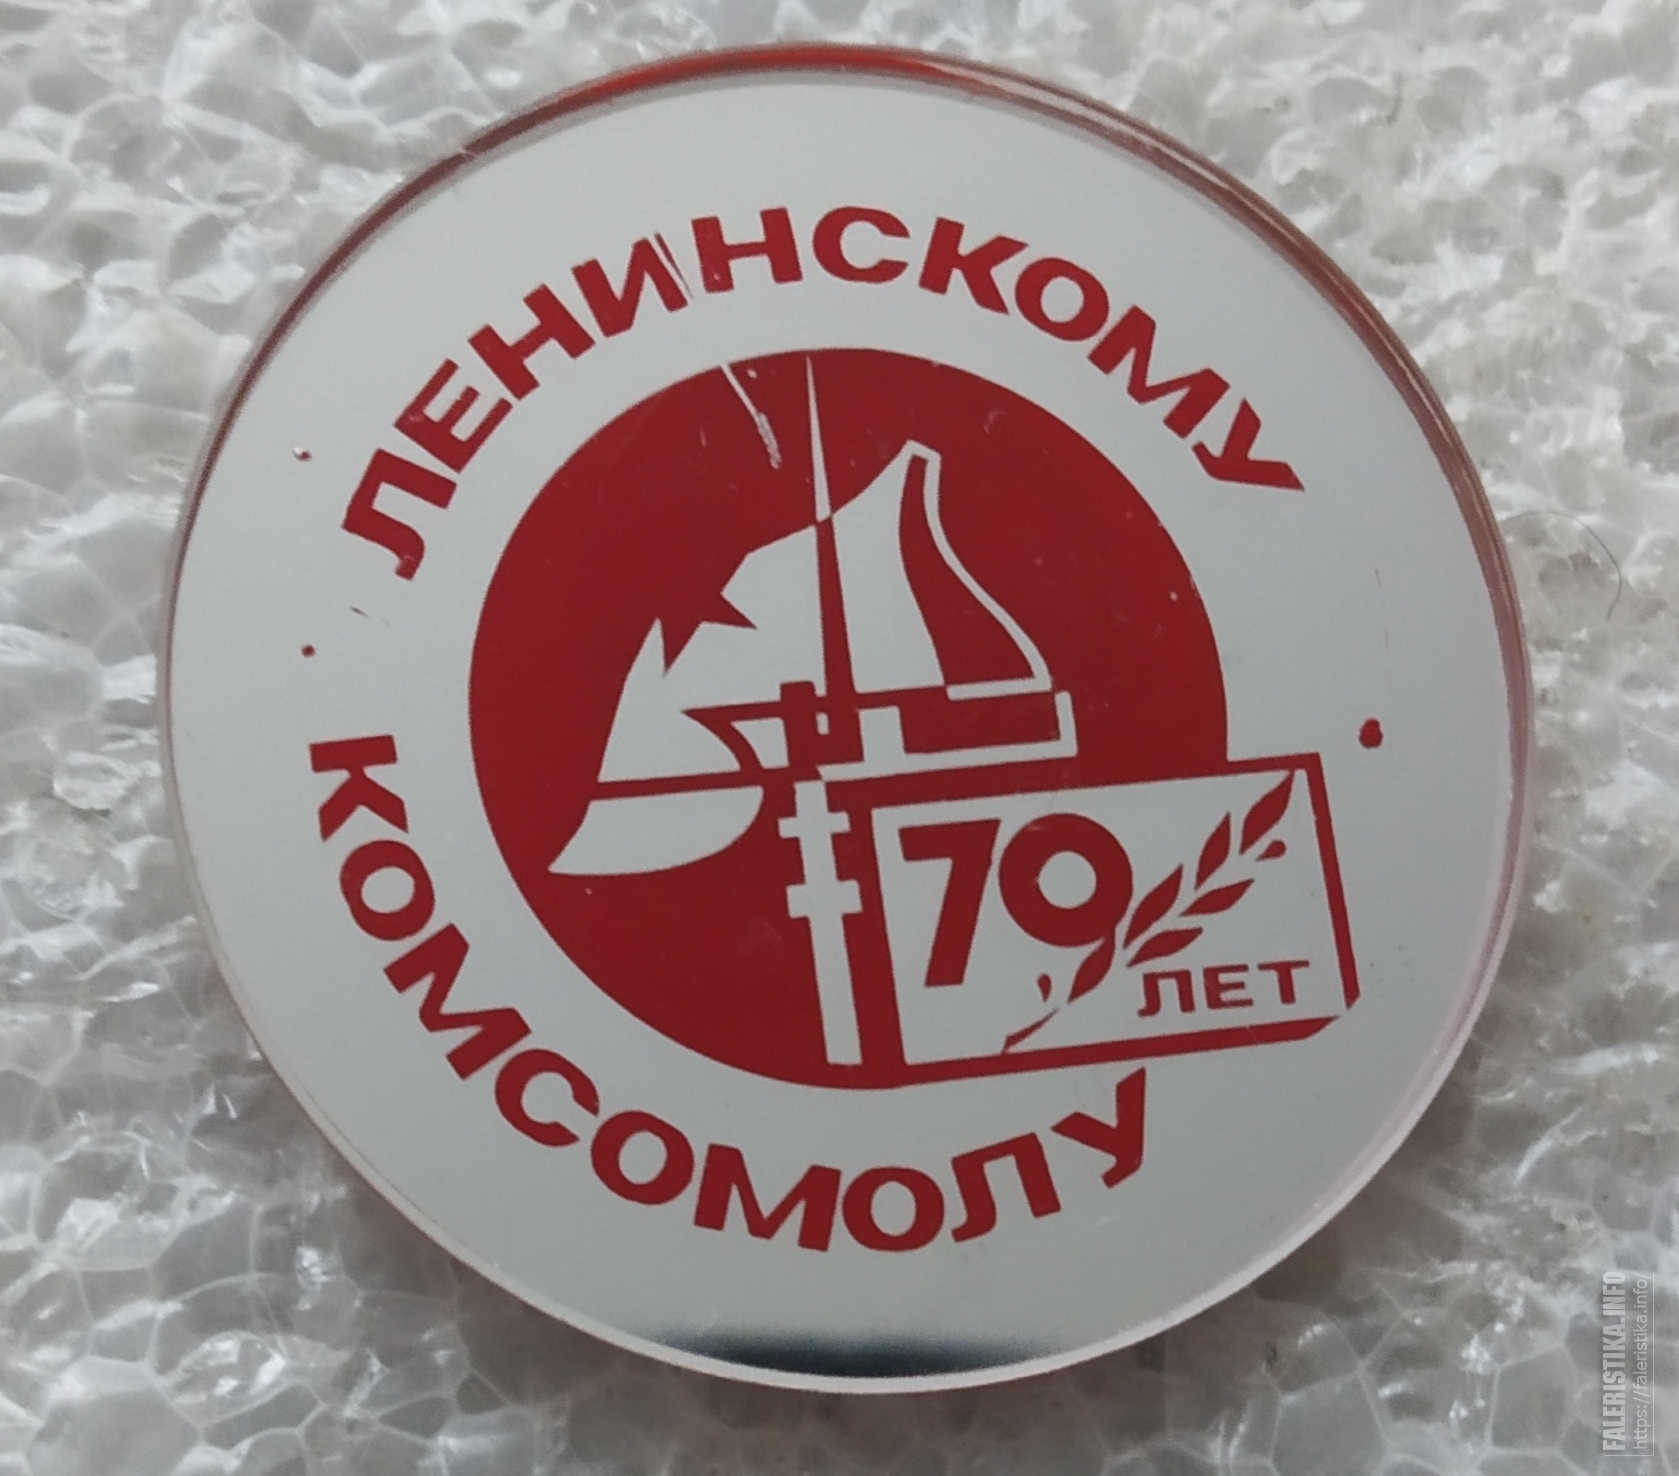 ЛЕНИНСКОМУ
КОМСОМОЛУ
70
ЛЕТ
FALERISTIKA.INFO
https://faleristika.info/